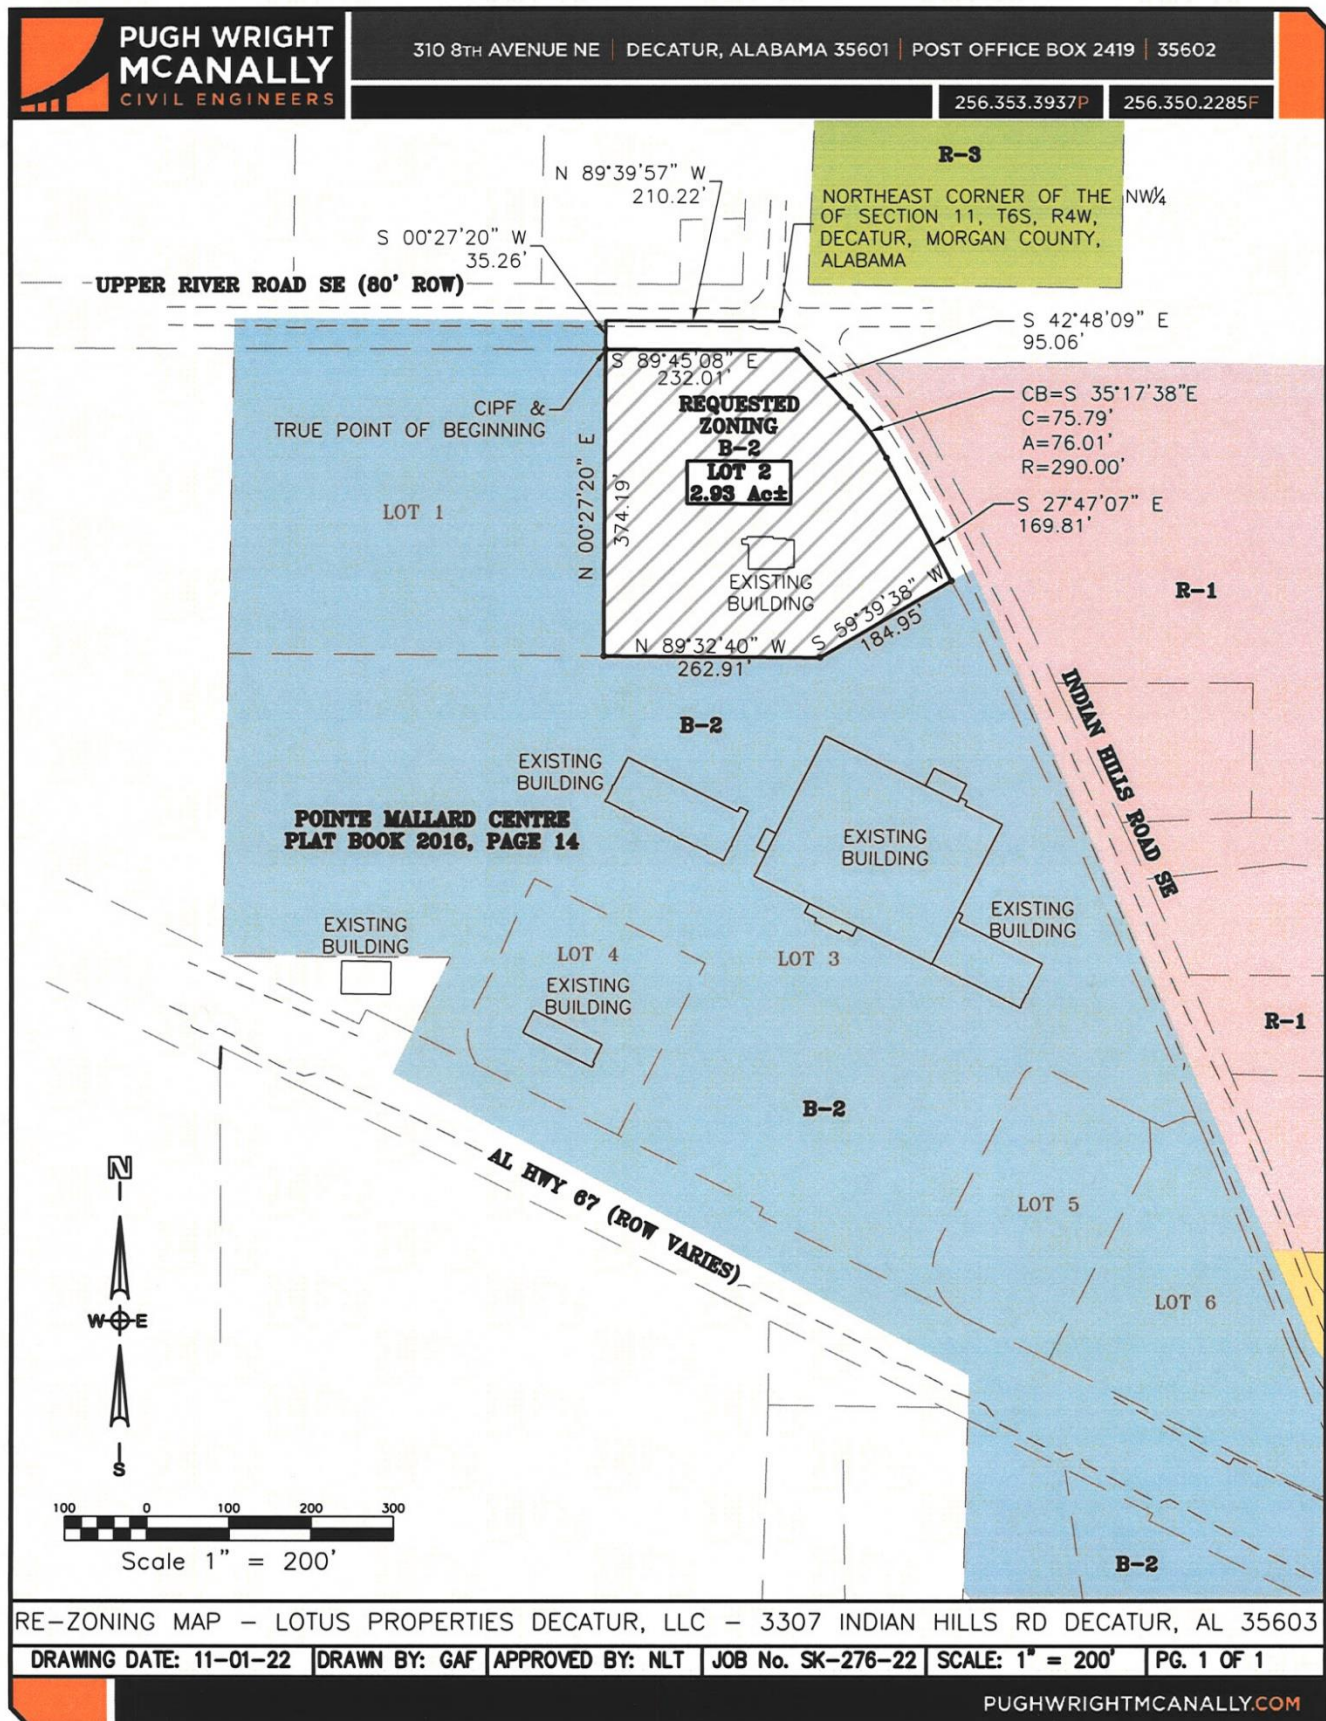 PUGH WRIGHT
MCANALLY
CIVIL ENGINEERS
310 8TH AVENUE NE | DECATUR, ALABAMA 35601 | POST OFFICE BOX 2419 | 35602
256.353.3937P
256.350.2285F
R-3
NORTHEAST CORNER OF THE NW¼
OF SECTION 11, T6S, R4W,
DECATUR, MORGAN COUNTY,
ALABAMA
N 89°39'57" W
210.22'
S 00°27'20" W
35.26'
UPPER RIVER ROAD SE (80' ROW)
S 42°48'09" E
95.06'
S 89°45'08" E
232.01'
CB=S 35°17'38"E
C=75.79'
A=76.01'
R=290.00'
CIPF &
TRUE POINT OF BEGINNING
REQUESTED
ZONING
B-2
LOT 2
2.93 Ac±
N 00°27'20" E
374.19'
S 27°47'07" E
169.81'
LOT 1
EXISTING
BUILDING
R-1
S 59°39'38" W
184.95'
N 89°32'40" W
262.91'
INDIAN HILLS ROAD SE
B-2
EXISTING
BUILDING
POINTE MALLARD CENTRE
PLAT BOOK 2016, PAGE 14
EXISTING
BUILDING
EXISTING
BUILDING
EXISTING
BUILDING
LOT 4
EXISTING
BUILDING
LOT 3
R-1
B-2
AL HWY 67 (ROW VARIES)
LOT 5
LOT 6
N
W E
S
100 0 100 200 300
Scale 1" = 200'
B-2
RE-ZONING MAP - LOTUS PROPERTIES DECATUR, LLC - 3307 INDIAN HILLS RD DECATUR, AL 35603
DRAWING DATE: 11-01-22 DRAWN BY: GAF APPROVED BY: NLT JOB No. SK-276-22 SCALE: 1" = 200' PG. 1 OF 1
PUGHWRIGHTMCANALLY.COM